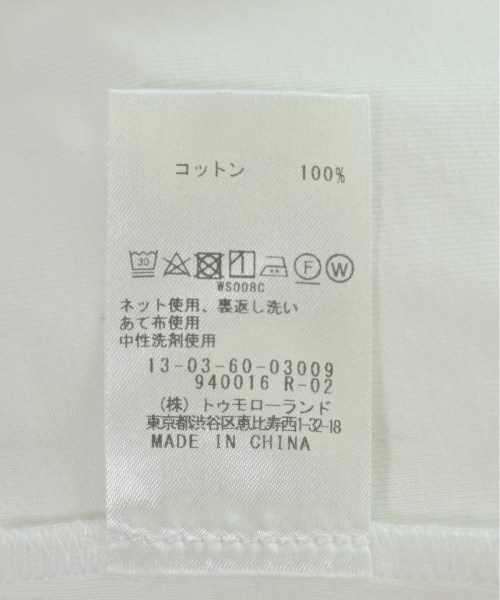 コットン 100%
30 F W
WS008C
ネット使用、裏返し洗い
あて布使用
中性洗剤使用
13-03-60-03009
940016 R-02
(株) トゥモローランド
東京都渋谷区恵比寿西1-32-18
MADE IN CHINA